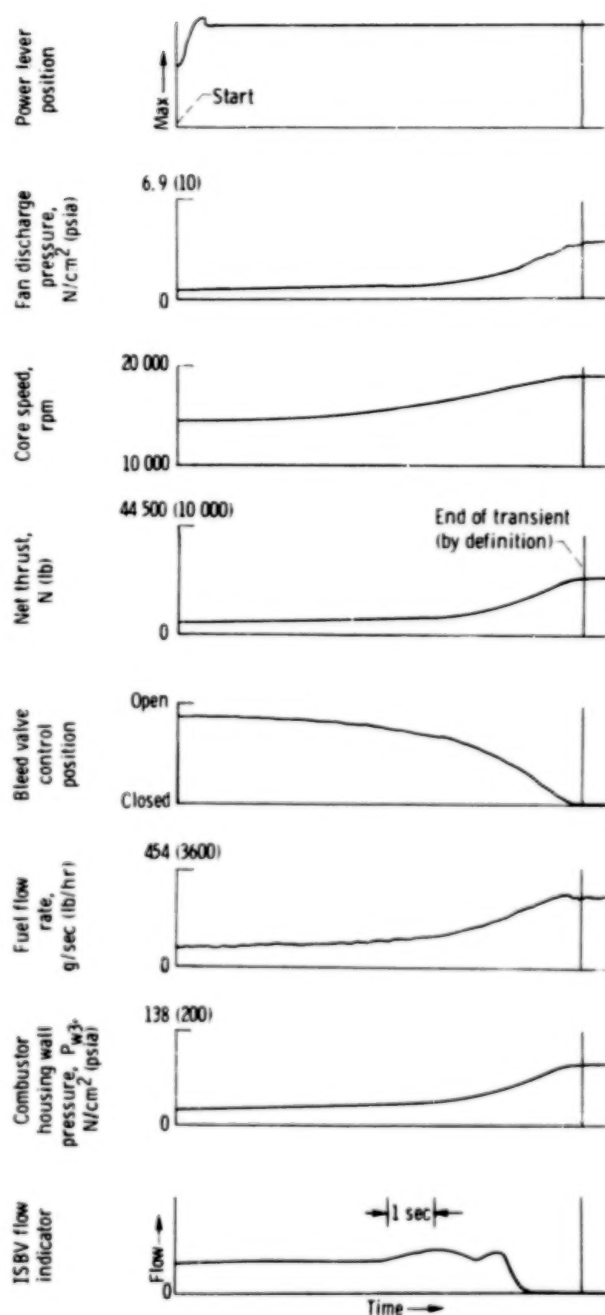 Power lever
position
Max
Start
Fan discharge
pressure,
N/cm2 (psia)
6.9 (10)
0
Core speed,
rpm
20 000
10 000
Net thrust,
N (lb)
44 500 (10 000)
0
End of transient
(by definition)
Bleed valve
control
position
Open
Closed
Fuel flow
rate,
g/sec (lb/hr)
454 (3600)
0
Combustor
housing wall
pressure, Pw3,
N/cm2 (psia)
138 (200)
0
ISBV flow
indicator
Flow
0
1 sec
Time